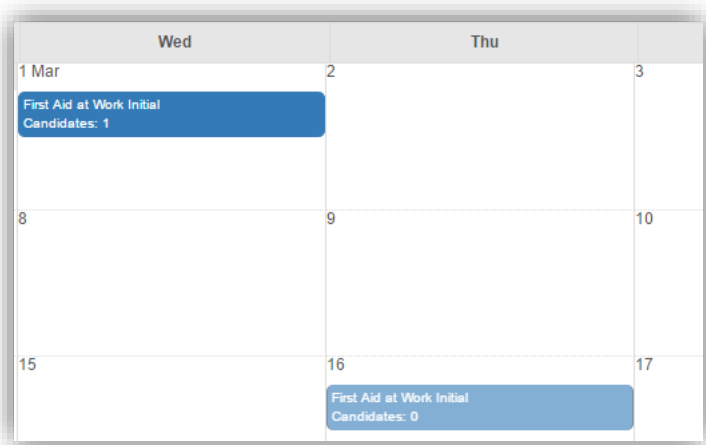 Wed Thu
1 Mar 2 3
First Aid at Work Initial
Candidates: 1
8 9 10
15 16 17
First Aid at Work Initial
Candidates: 0